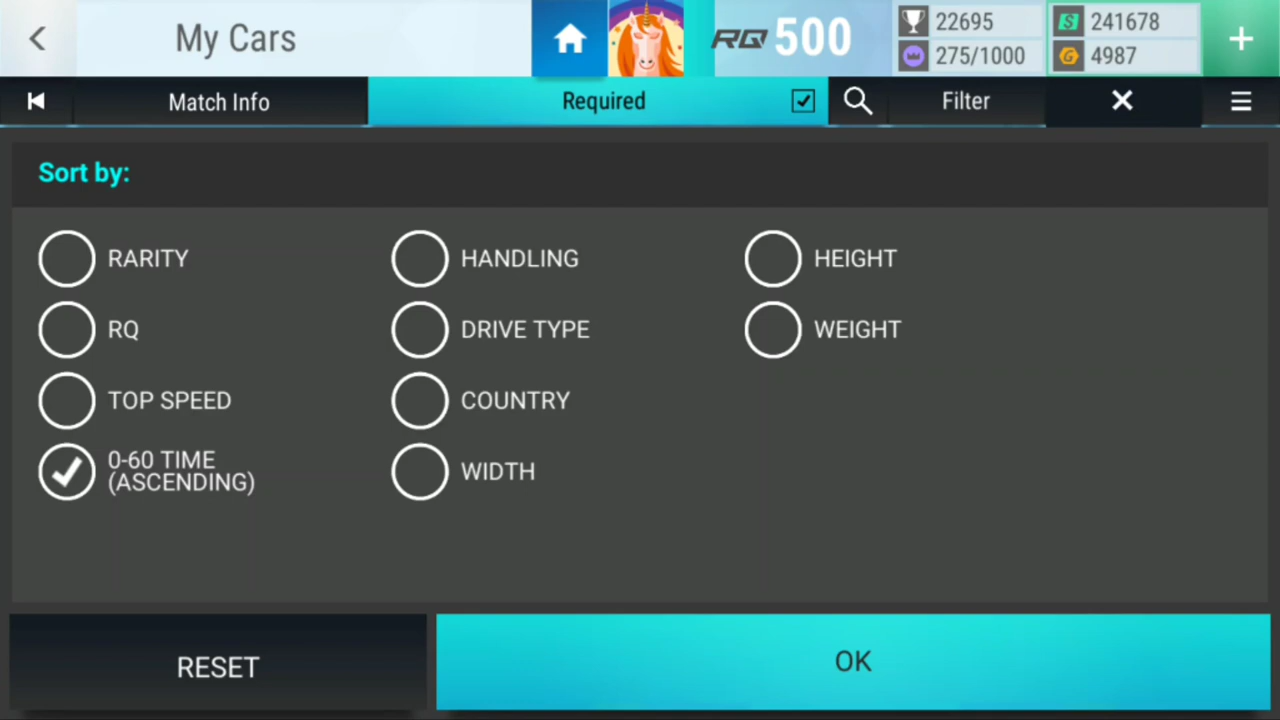 My Cars
RQ 500
22695
275/1000
241678
4987
Match Info
Required
Filter
Sort by:
RARITY
RQ
TOP SPEED
0-60 TIME
(ASCENDING)
HANDLING
DRIVE TYPE
COUNTRY
WIDTH
HEIGHT
WEIGHT
RESET
OK